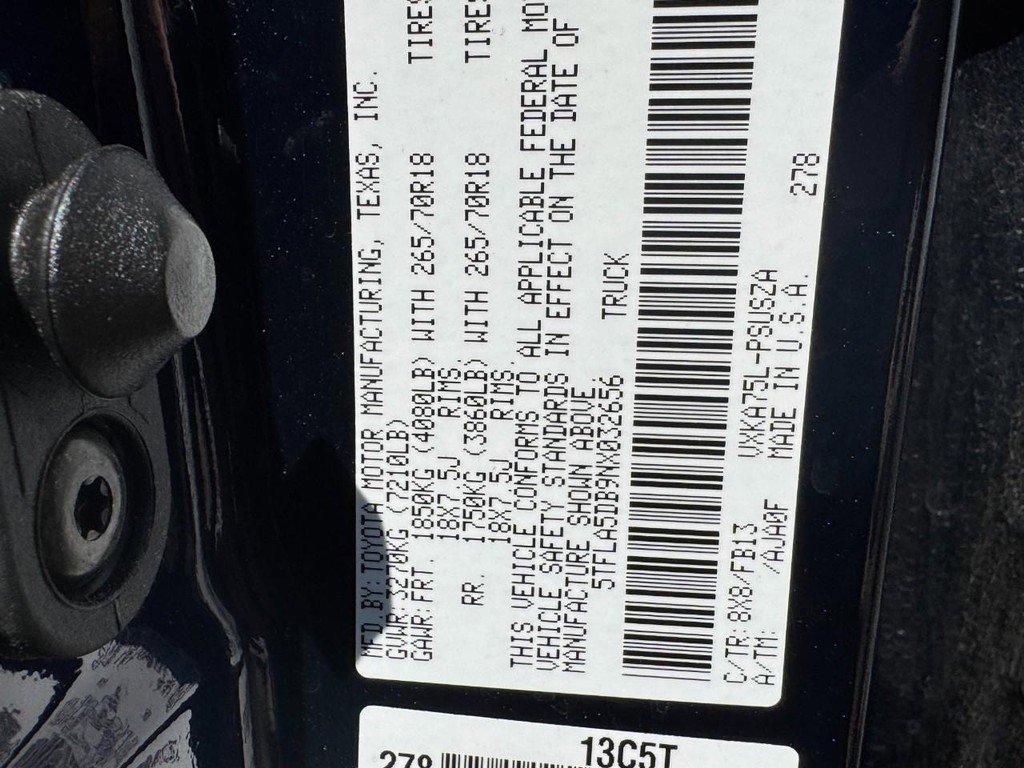 MFD.BY:TOYOTA MOTOR MANUFACTURING, TEXAS, INC.
GVWR 3270KG (7210LB)
GAWR:FRT. 1850KG (4080LB) WITH 265/70R18 TIRES
18X7.5J RIMS,
RR. 1750KG (3860LB) WITH 265/70R18 TIRES
18X7.5J RIMS,
THIS VEHICLE CONFORMS TO ALL APPLICABLE FEDERAL
VEHICLE SAFETY STANDARDS IN EFFECT ON THE DATE OF
MANUFACTURE SHOWN ABOVE.
5TFLA5DB9NX032656 TRUCK
C/TR:8X8/FB13 VXKA75L-PSUSZA 278
A/TM: /AJA0F MADE IN U.S.A.
278 13C5T